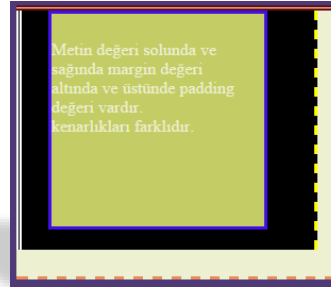 Metin değeri solunda ve
sağında margin değeri
altında ve üstünde padding
değeri vardır.
kenarlıkları farklıdır.